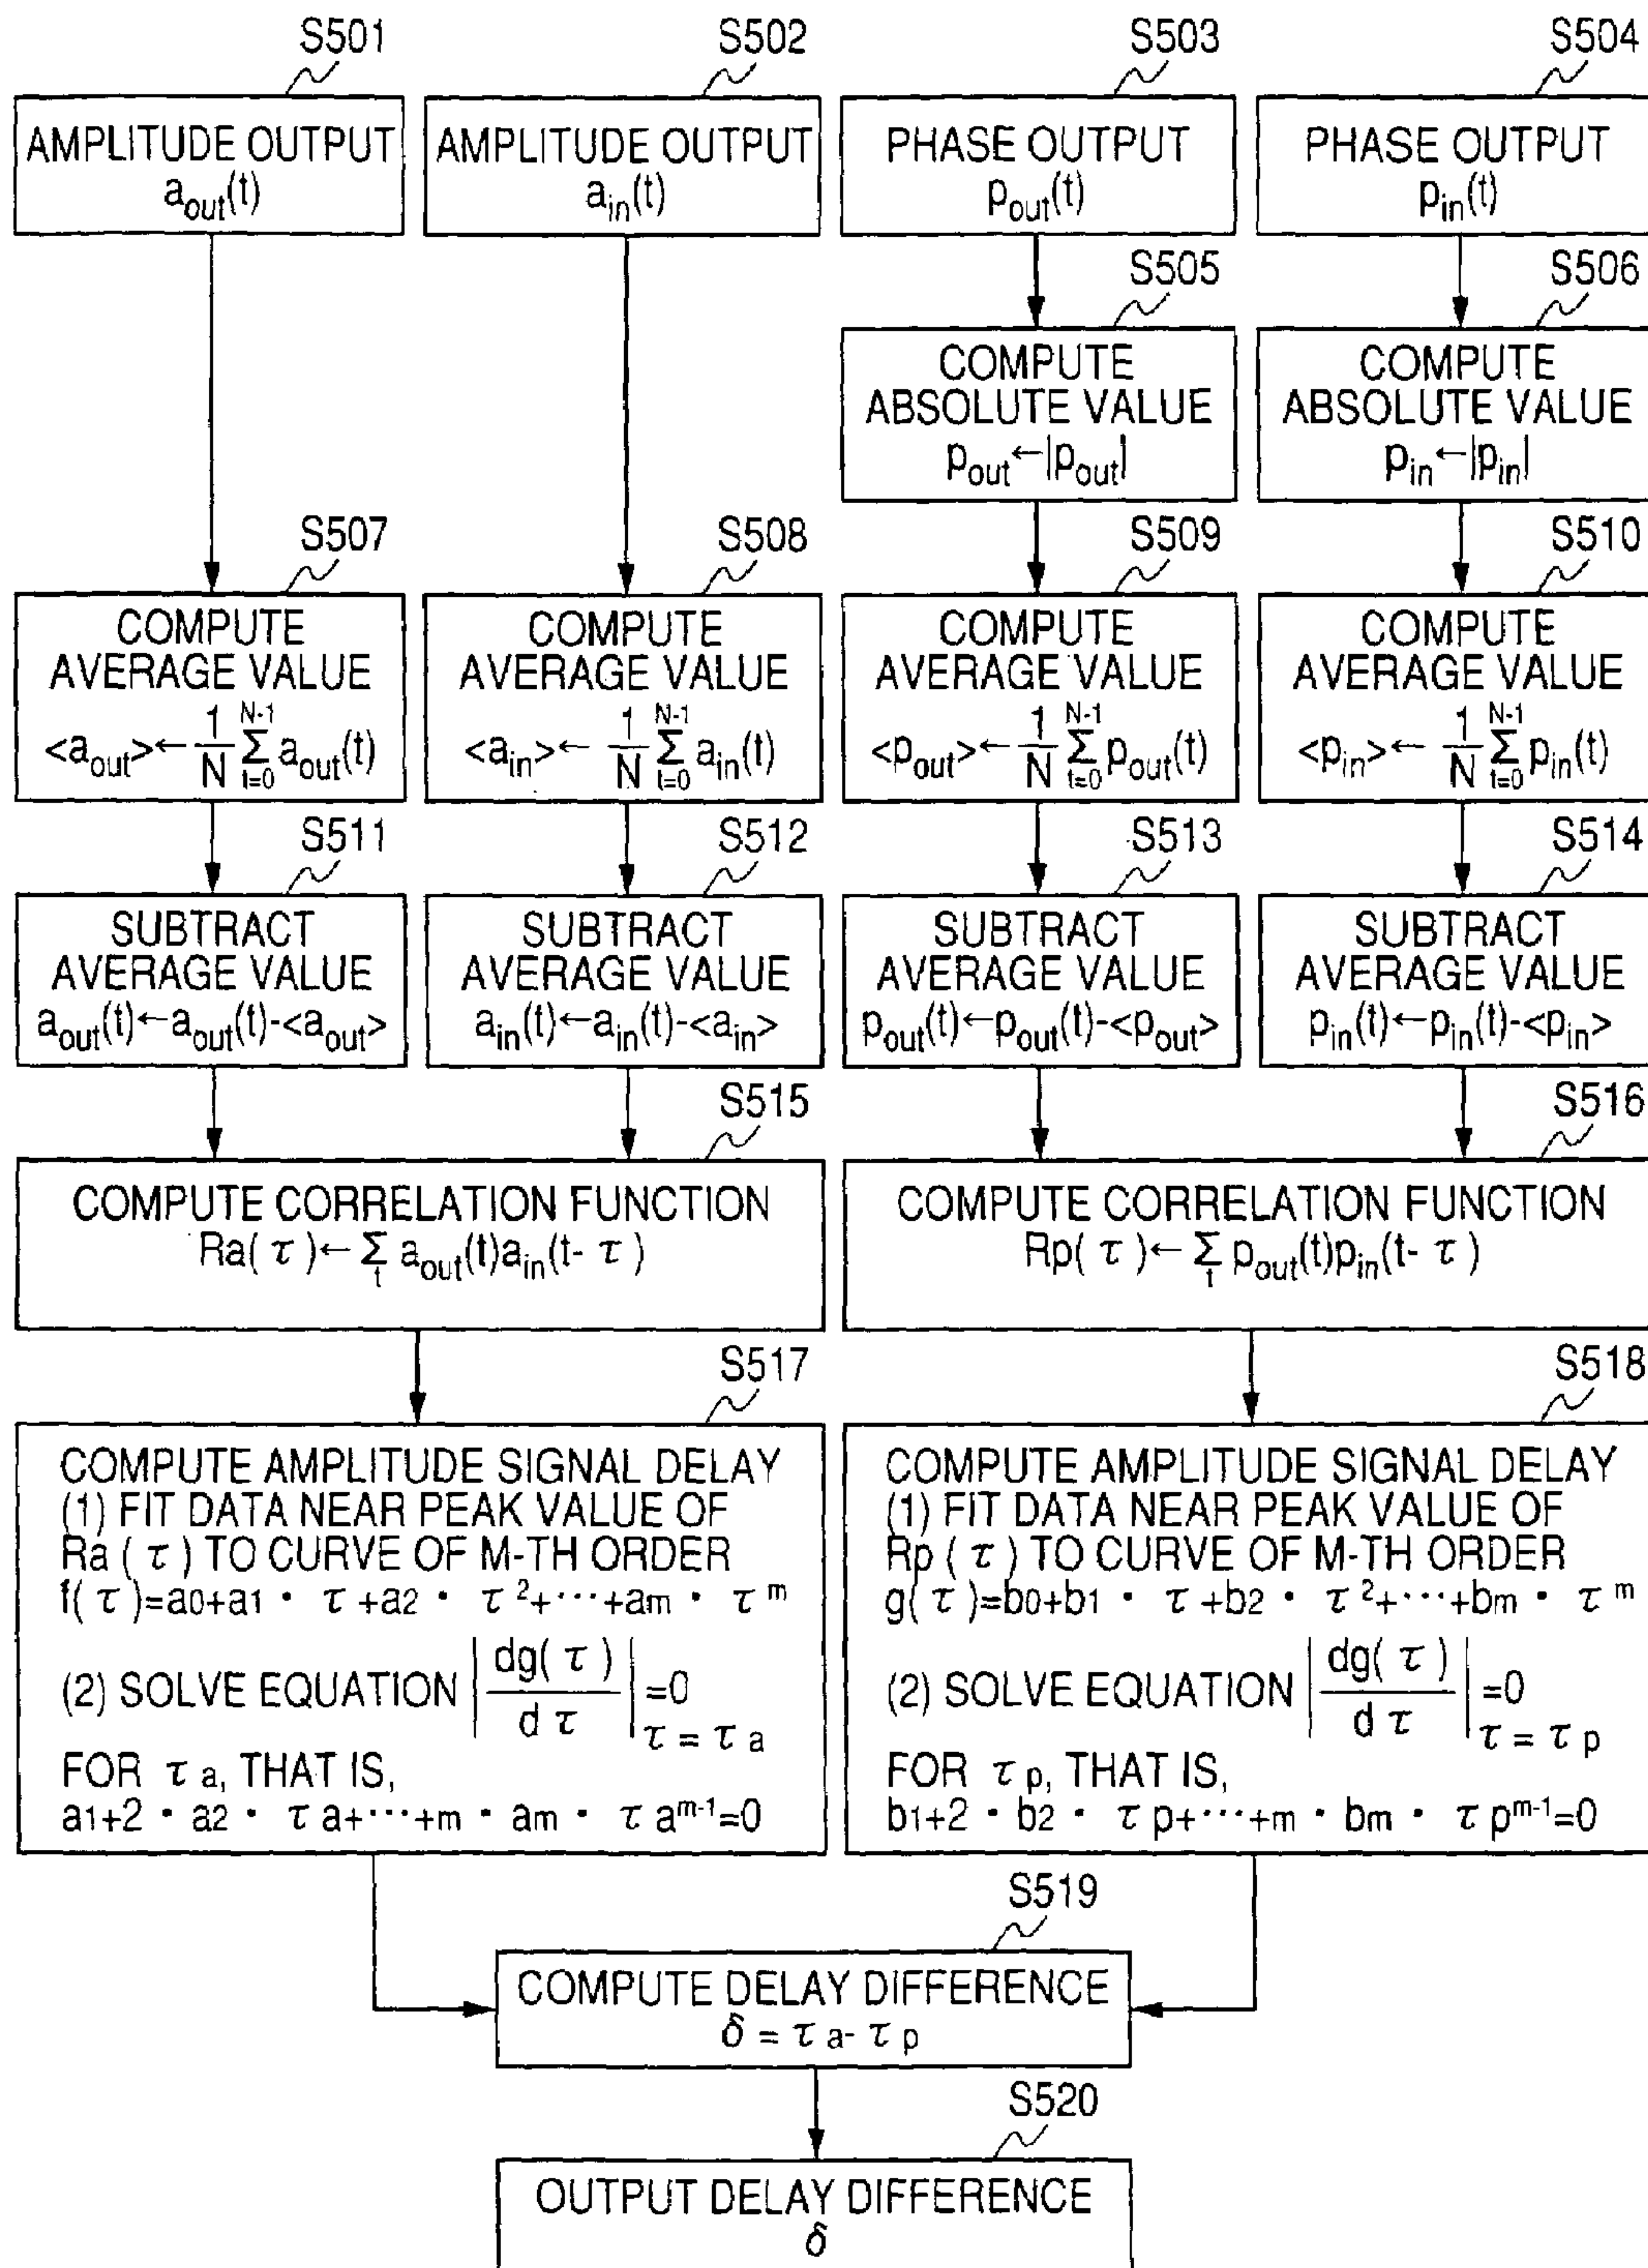 S501
S502
S503
S504
AMPLITUDE OUTPUT
a_out(t)
AMPLITUDE OUTPUT
a_in(t)
PHASE OUTPUT
p_out(t)
PHASE OUTPUT
p_in(t)
S505
S506
COMPUTE
ABSOLUTE VALUE
p_out←|p_out|
COMPUTE
ABSOLUTE VALUE
p_in←|p_in|
S507
S508
S509
S510
COMPUTE
AVERAGE VALUE
<a_out>← 1/N Σ_{t=0}^{N-1} a_out(t)
COMPUTE
AVERAGE VALUE
<a_in>← 1/N Σ_{t=0}^{N-1} a_in(t)
COMPUTE
AVERAGE VALUE
<p_out>← 1/N Σ_{t=0}^{N-1} p_out(t)
COMPUTE
AVERAGE VALUE
<p_in>← 1/N Σ_{t=0}^{N-1} p_in(t)
S511
S512
S513
S514
SUBTRACT
AVERAGE VALUE
a_out(t)←a_out(t)-<a_out>
SUBTRACT
AVERAGE VALUE
a_in(t)←a_in(t)-<a_in>
SUBTRACT
AVERAGE VALUE
p_out(t)←p_out(t)-<p_out>
SUBTRACT
AVERAGE VALUE
p_in(t)←p_in(t)-<p_in>
S515
S516
COMPUTE CORRELATION FUNCTION
Ra(τ)←Σ_t a_out(t)a_in(t-τ)
COMPUTE CORRELATION FUNCTION
Rp(τ)←Σ_t p_out(t)p_in(t-τ)
S517
S518
COMPUTE AMPLITUDE SIGNAL DELAY
(1) FIT DATA NEAR PEAK VALUE OF
Ra(τ) TO CURVE OF M-TH ORDER
f(τ)=a0+a1・τ+a2・τ^2+⋯+am・τ^m
(2) SOLVE EQUATION |dg(τ)/dτ|_{τ=τa}=0
FOR τa, THAT IS,
a1+2・a2・τa+⋯+m・am・τa^{m-1}=0
COMPUTE AMPLITUDE SIGNAL DELAY
(1) FIT DATA NEAR PEAK VALUE OF
Rp(τ) TO CURVE OF M-TH ORDER
g(τ)=b0+b1・τ+b2・τ^2+⋯+bm・τ^m
(2) SOLVE EQUATION |dg(τ)/dτ|_{τ=τp}=0
FOR τp, THAT IS,
b1+2・b2・τp+⋯+m・bm・τp^{m-1}=0
S519
COMPUTE DELAY DIFFERENCE
δ=τa-τp
S520
OUTPUT DELAY DIFFERENCE
δ